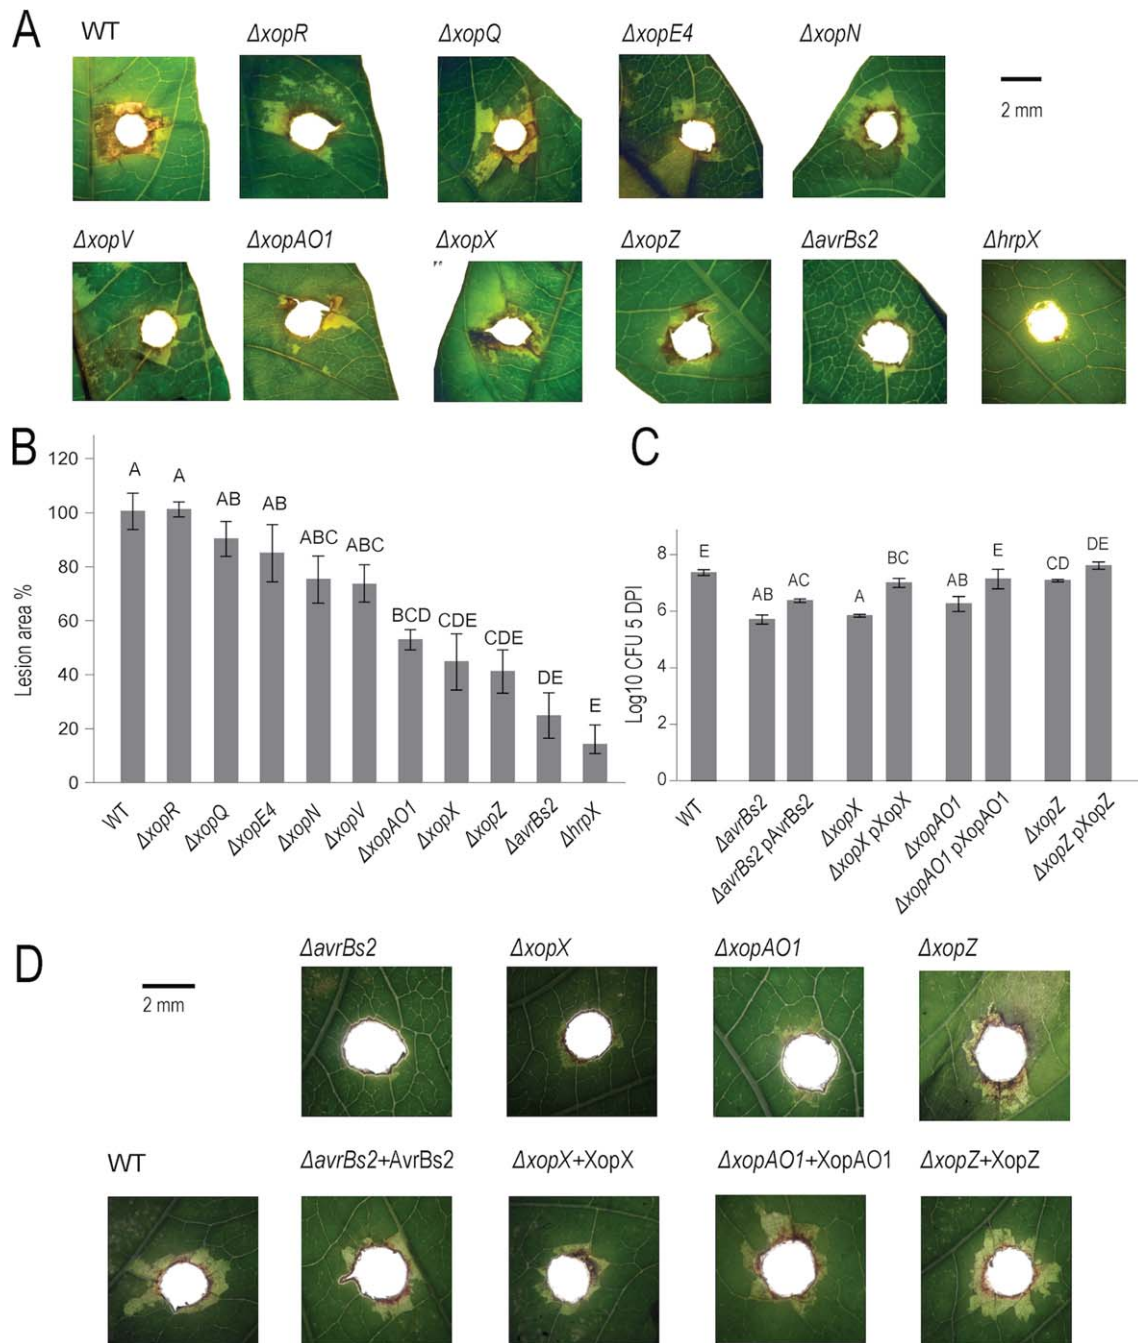 A
WT
ΔxopR
ΔxopQ
ΔxopE4
ΔxopN
2 mm
ΔxopV
ΔxopAO1
ΔxopX
ΔxopZ
ΔavrBs2
ΔhrpX
B
Lesion area %
120
100
80
60
40
20
0
A
A
AB
AB
ABC
ABC
BCD
CDE
CDE
DE
E
WT
ΔxopR
ΔxopQ
ΔxopE4
ΔxopN
ΔxopV
ΔxopAO1
ΔxopX
ΔxopZ
ΔavrBs2
ΔhrpX
C
Log10 CFU 5 DPI
8
6
4
2
0
E
AB
AC
A
BC
AB
E
CD
DE
WT
ΔavrBs2
ΔavrBs2 pAvrBs2
ΔxopX
ΔxopX pXopX
ΔxopAO1
ΔxopAO1 pXopAO1
ΔxopZ
ΔxopZ pXopZ
D
2 mm
ΔavrBs2
ΔxopX
ΔxopAO1
ΔxopZ
WT
ΔavrBs2+AvrBs2
ΔxopX+XopX
ΔxopAO1+XopAO1
ΔxopZ+XopZ